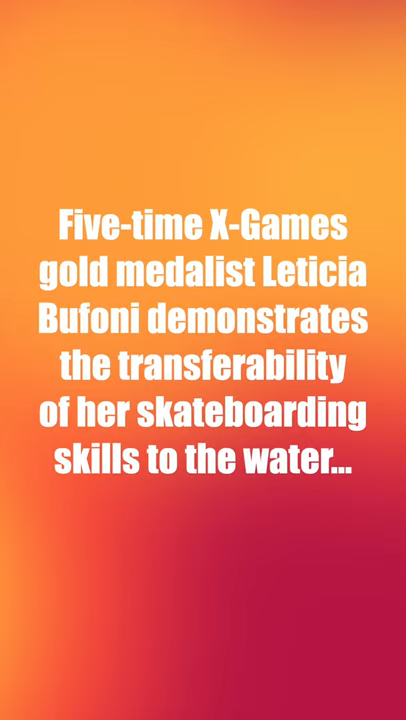 Five-time X-Games
gold medalist Leticia
Bufoni demonstrates
the transferability
of her skateboarding
skills to the water...